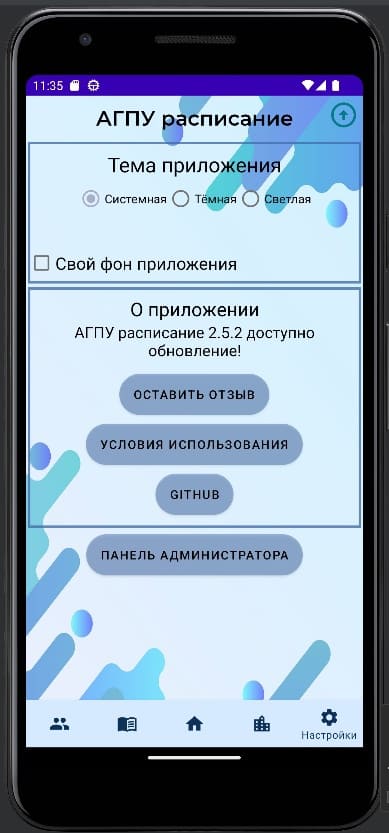 11:35
АГПУ расписание
Тема приложения
Системная Тёмная Светлая
Свой фон приложения
О приложении
АГПУ расписание 2.5.2 доступно
обновление!
ОСТАВИТЬ ОТЗЫВ
УСЛОВИЯ ИСПОЛЬЗОВАНИЯ
GITHUB
ПАНЕЛЬ АДМИНИСТРАТОРА
Настройки